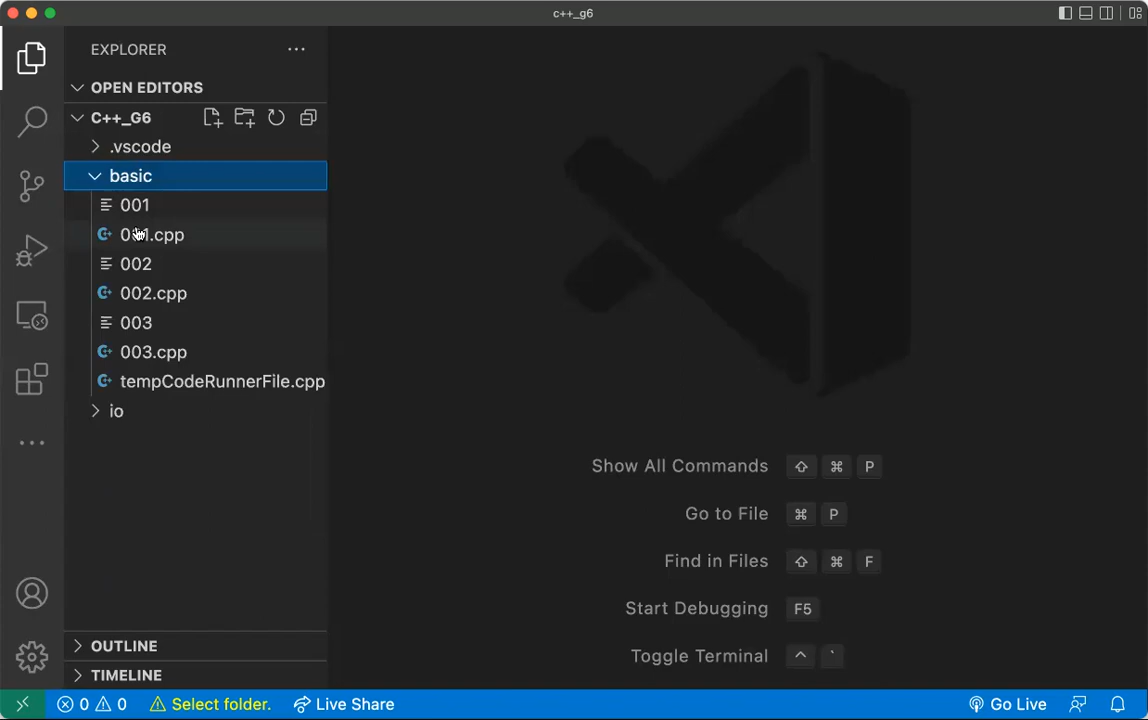 c++_g6
EXPLORER
OPEN EDITORS
C++_G6
.vscode
basic
001
001.cpp
002
002.cpp
003
003.cpp
tempCodeRunnerFile.cpp
io
Show All Commands ⇧ ⌘ P
Go to File ⌘ P
Find in Files ⇧ ⌘ F
Start Debugging F5
Toggle Terminal ^ `
OUTLINE
TIMELINE
0 0 Select folder. Live Share Go Live